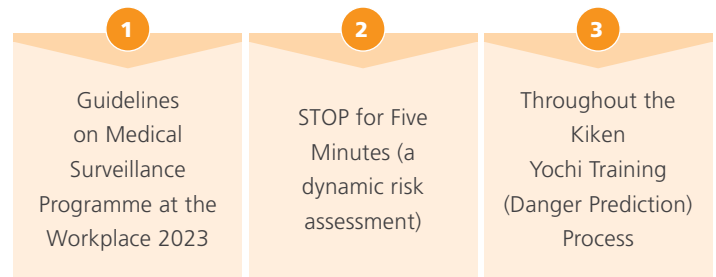 1
Guidelines
on Medical
Surveillance
Programme at the
Workplace 2023
2
STOP for Five
Minutes (a
dynamic risk
assessment)
3
Throughout the
Kiken
Yochi Training
(Danger Prediction)
Process